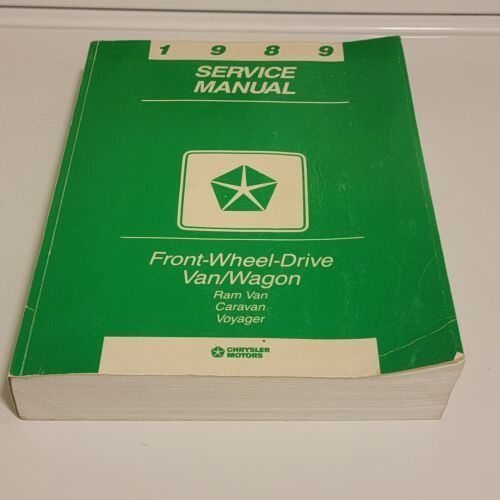 1 9 8 9
SERVICE
MANUAL
Front-Wheel-Drive
Van/Wagon
Ram Van
Caravan
Voyager
CHRYSLER
MOTORS